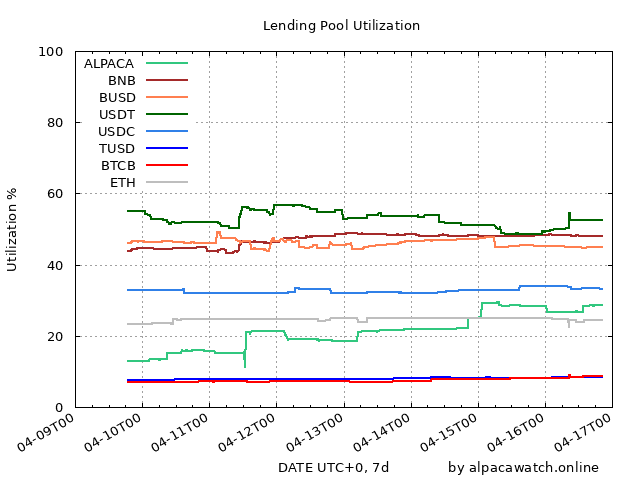 Lending Pool Utilization
Utilization %
100
80
60
40
20
0
ALPACA
BNB
BUSD
USDT
USDC
TUSD
BTCB
ETH
04-09T00
04-10T00
04-11T00
04-12T00
04-13T00
04-14T00
04-15T00
04-16T00
04-17T00
DATE UTC+0, 7d
by alpacawatch.online